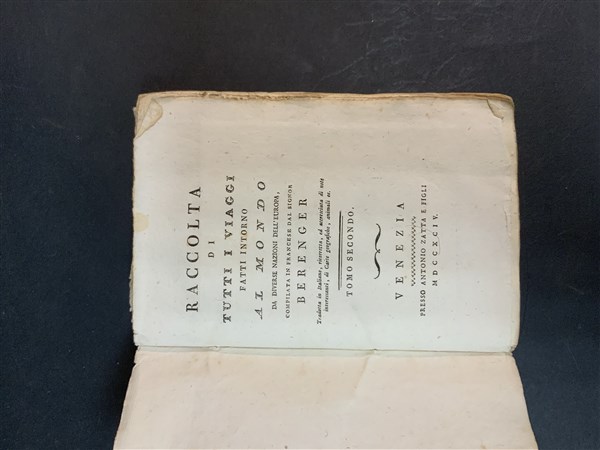 RACCOLTA
DI
TUTTI I VIAGGI
FATTI INTORNO
AL MONDO
DA DIVERSE NAZIONI DELL'EUROPA,
COMPILATA IN FRANCESE DAL SIGNOR
BERENGER
Tradotta in Italiano, ricorretta, ed accresciuta di note
interessanti, di Carte geografiche, animali ec.
TOMO SECONDO.
VENEZIA
PRESSO ANTONIO ZATTA E FIGLI
MDCCXCIV.